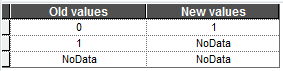 Old values New values
0 1
1 NoData
NoData NoData